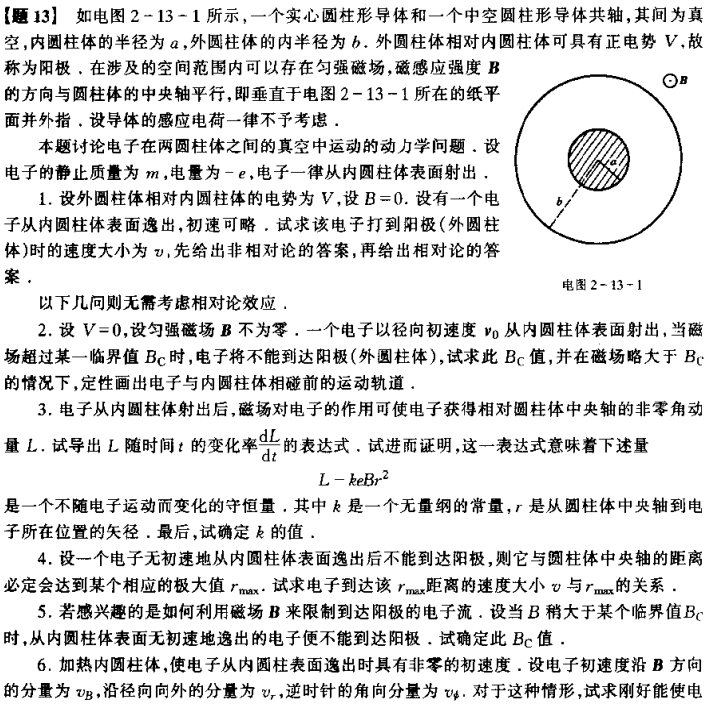 【题 13】 如电图 2-13-1 所示,一个实心圆柱形导体和一个中空圆柱形导体共轴,其间为真
空,内圆柱体的半径为 a,外圆柱体的内半径为 b. 外圆柱体相对内圆柱体可具有正电势 V,故
称为阳极.在涉及的空间范围内可以存在匀强磁场,磁感应强度 B
的方向与圆柱体的中央轴平行,即垂直于电图 2-13-1 所在的纸平
面并外指.设导体的感应电荷一律不予考虑.
本题讨论电子在两圆柱体之间的真空中运动的动力学问题.设
电子的静止质量为 m,电量为 -e,电子一律从内圆柱体表面射出.
1. 设外圆柱体相对内圆柱体的电势为 V,设 B=0. 设有一个电
子从内圆柱体表面逸出,初速可略.试求该电子打到阳极(外圆柱
体)时的速度大小为 v,先给出非相对论的答案,再给出相对论的答
案.
B
a
b
电图 2-13-1
以下几问则无需考虑相对论效应.
2. 设 V=0,设匀强磁场 B 不为零.一个电子以径向初速度 v₀ 从内圆柱体表面射出,当磁
场超过某一临界值 B_C 时,电子将不能到达阳极(外圆柱体),试求此 B_C 值,并在磁场略大于 B_C
的情况下,定性画出电子与内圆柱体相碰前的运动轨道.
3. 电子从内圆柱体射出后,磁场对电子的作用可使电子获得相对圆柱体中央轴的非零角动
量 L. 试导出 L 随时间 t 的变化率 dL/dt 的表达式.试进而证明,这一表达式意味着下述量
L - keBr²
是一个不随电子运动而变化的守恒量.其中 k 是一个无量纲的常量,r 是从圆柱体中央轴到电
子所在位置的矢径.最后,试确定 k 的值.
4. 设一个电子无初速地从内圆柱体表面逸出后不能到达阳极,则它与圆柱体中央轴的距离
必定会达到某个相应的极大值 r_max. 试求电子到达该 r_max 距离的速度大小 v 与 r_max 的关系.
5. 若感兴趣的是如何利用磁场 B 来限制到达阳极的电子流.设当 B 稍大于某个临界值 B_C
时,从内圆柱体表面无初速地逸出的电子便不能到达阳极.试确定此 B_C 值.
6. 加热内圆柱体,使电子从内圆柱表面逸出时具有非零的初速度.设电子初速度沿 B 方向
的分量为 v_B,沿径向向外的分量为 v_r,逆时针的角向分量为 v_φ. 对于这种情形,试求刚好能使电